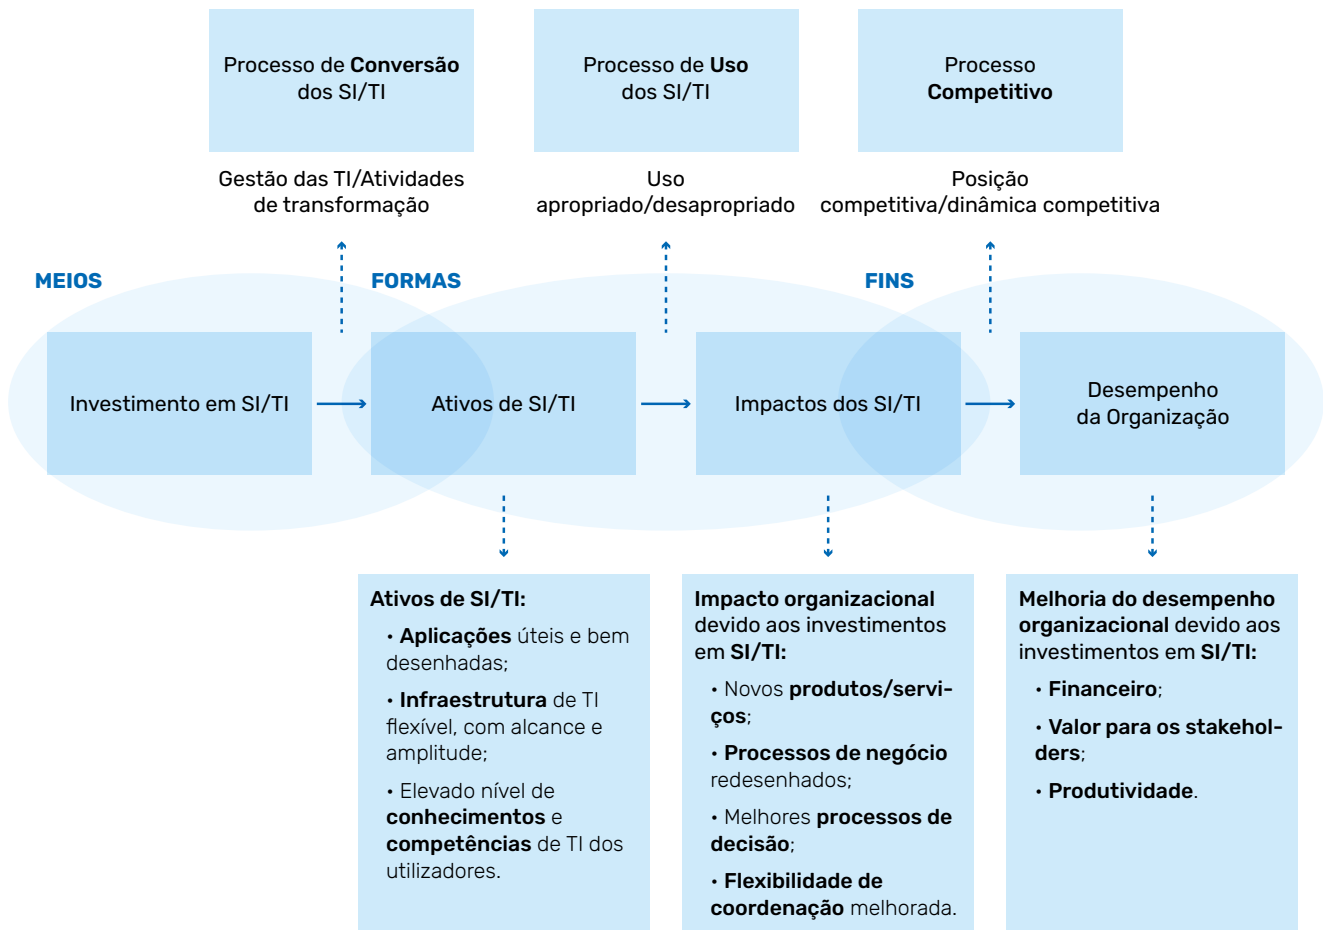 Processo de Conversão
dos SI/TI
Processo de Uso
dos SI/TI
Processo
Competitivo
Gestão das TI/Atividades
de transformação
Uso
apropriado/desapropriado
Posição
competitiva/dinâmica competitiva
MEIOS
FORMAS
FINS
Investimento em SI/TI
Ativos de SI/TI
Impactos dos SI/TI
Desempenho
da Organização
Ativos de SI/TI:
• Aplicações úteis e bem
desenhadas;
• Infraestrutura de TI
flexível, com alcance e
amplitude;
• Elevado nível de
conhecimentos e
competências de TI dos
utilizadores.
Impacto organizacional
devido aos investimentos
em SI/TI:
• Novos produtos/servi-
ços;
• Processos de negócio
redesenhados;
• Melhores processos de
decisão;
• Flexibilidade de
coordenação melhorada.
Melhoria do desempenho
organizacional devido aos
investimentos em SI/TI:
• Financeiro;
• Valor para os stakehol-
ders;
• Produtividade.